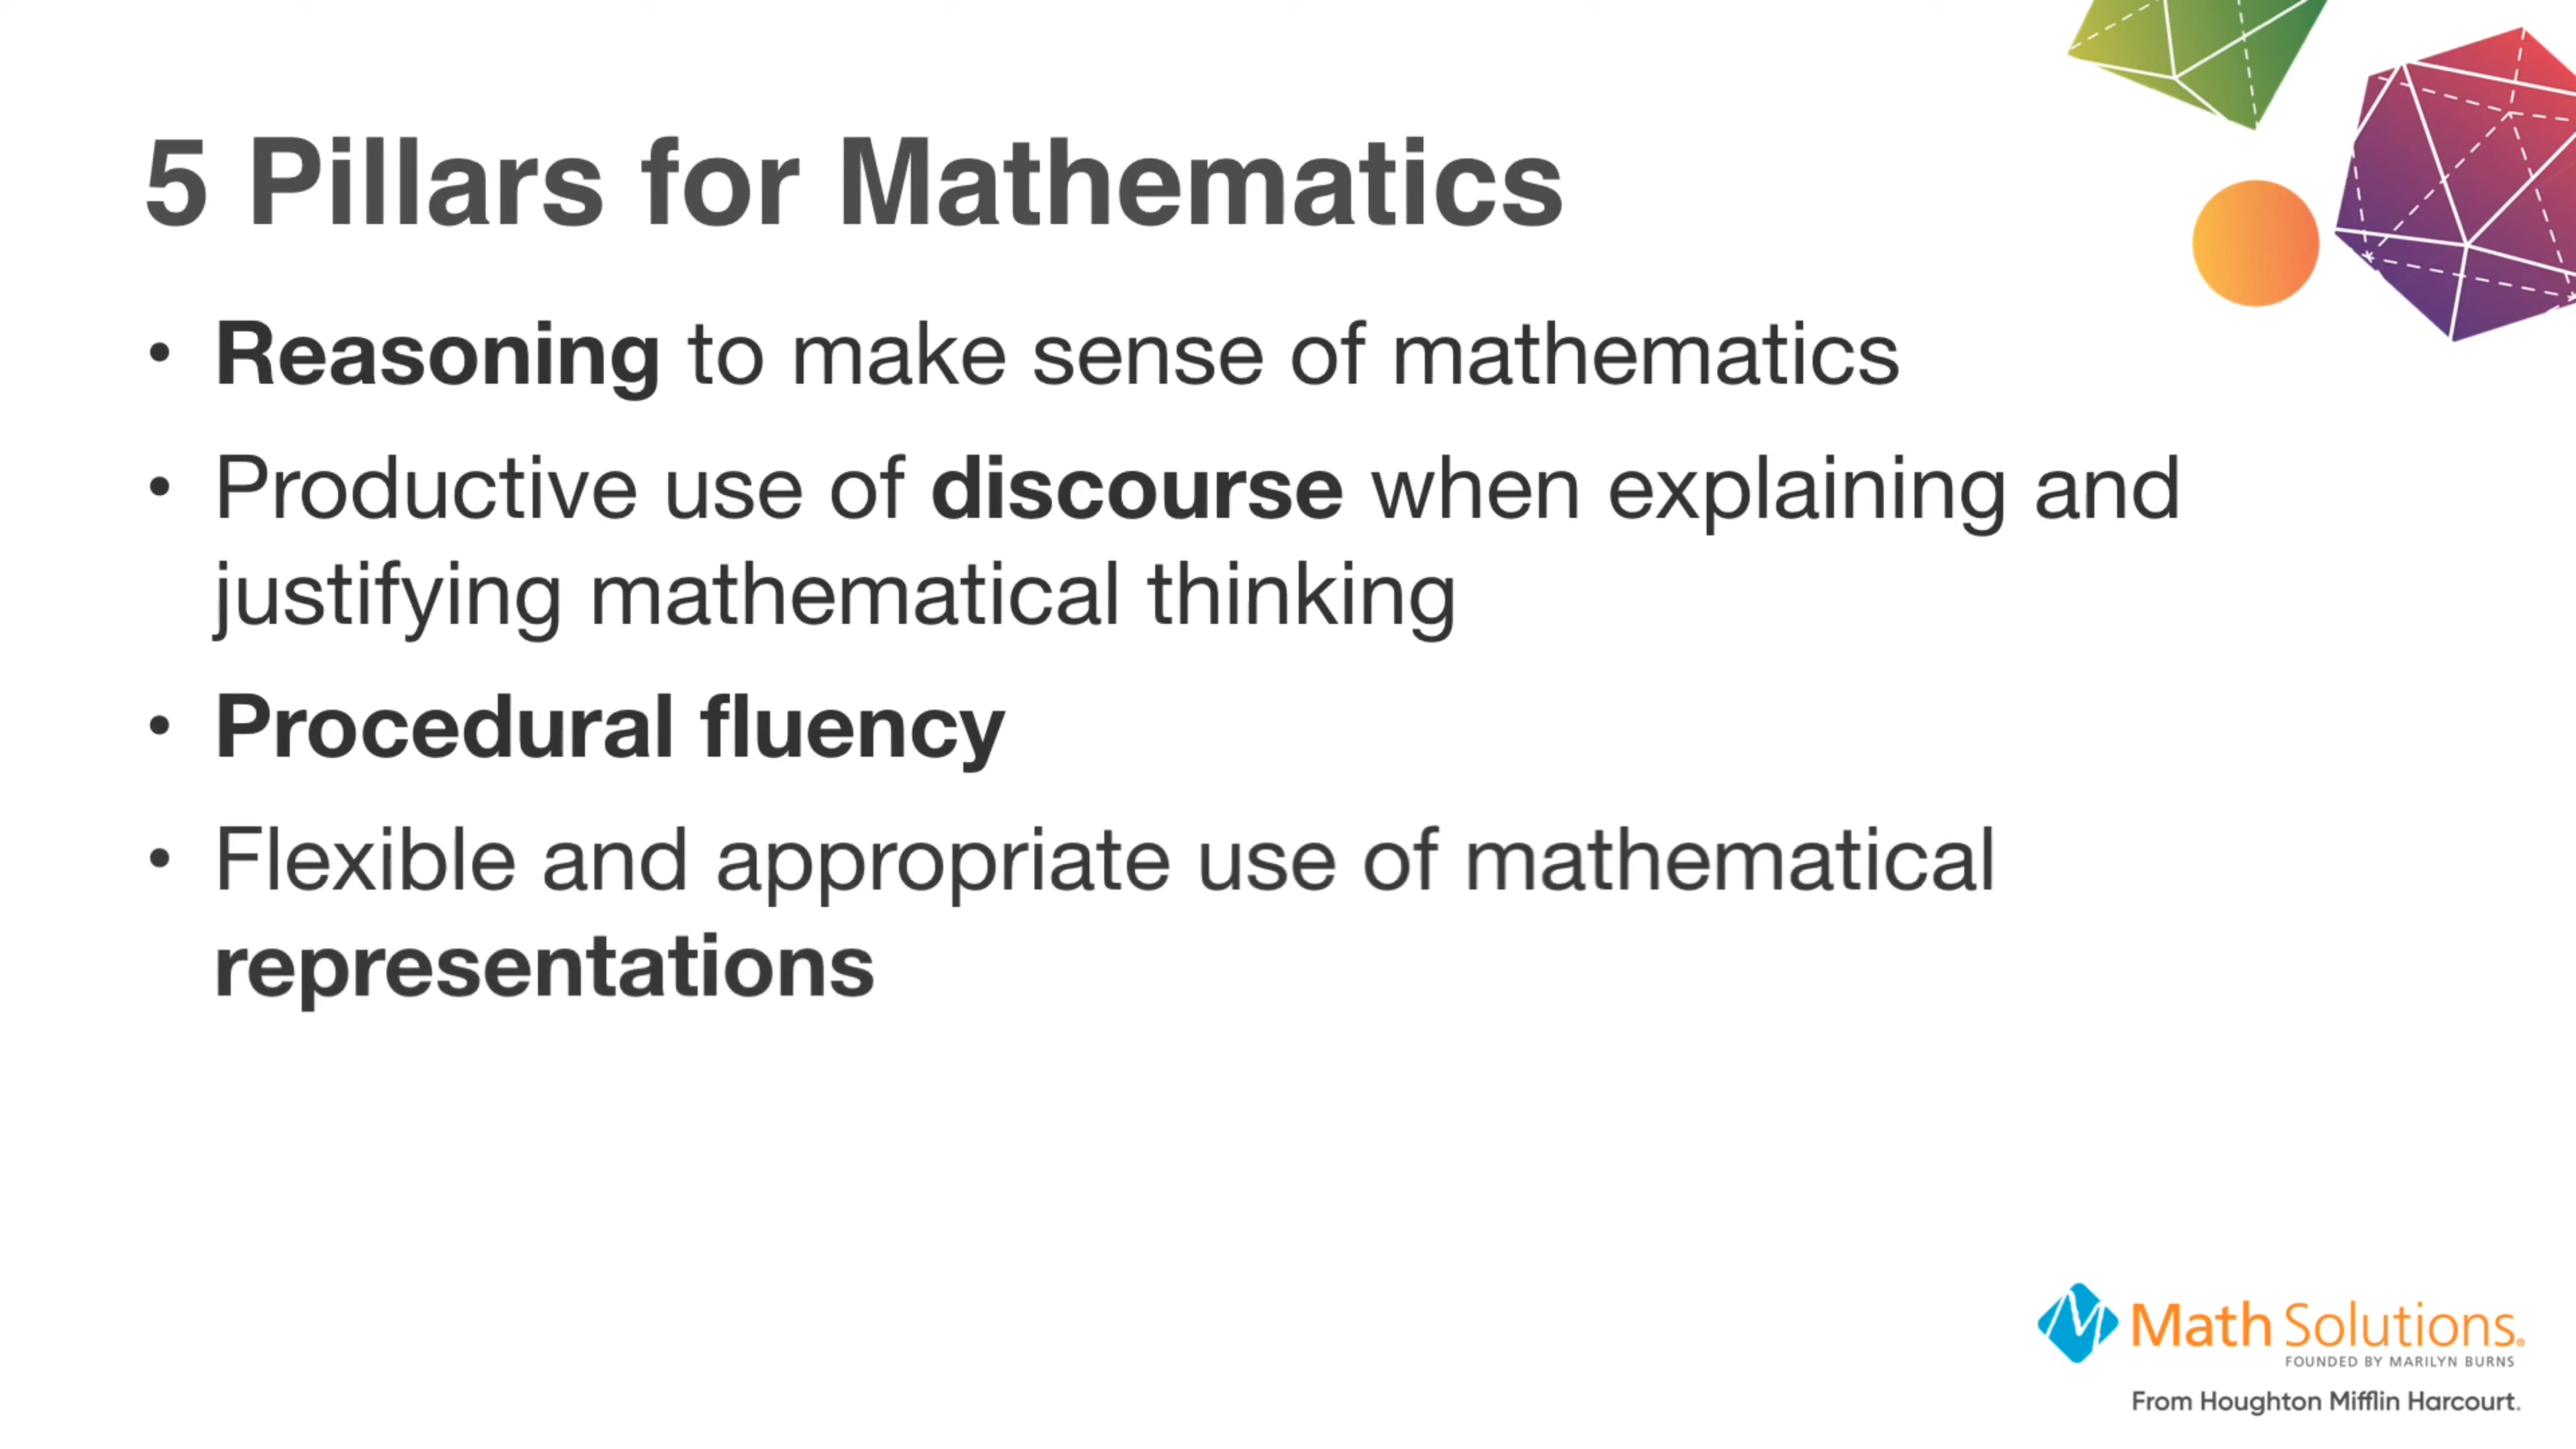 5 Pillars for Mathematics
• Reasoning to make sense of mathematics
• Productive use of discourse when explaining and
justifying mathematical thinking
• Procedural fluency
• Flexible and appropriate use of mathematical
representations
Math Solutions.
FOUNDED BY MARILYN BURNS
From Houghton Mifflin Harcourt.